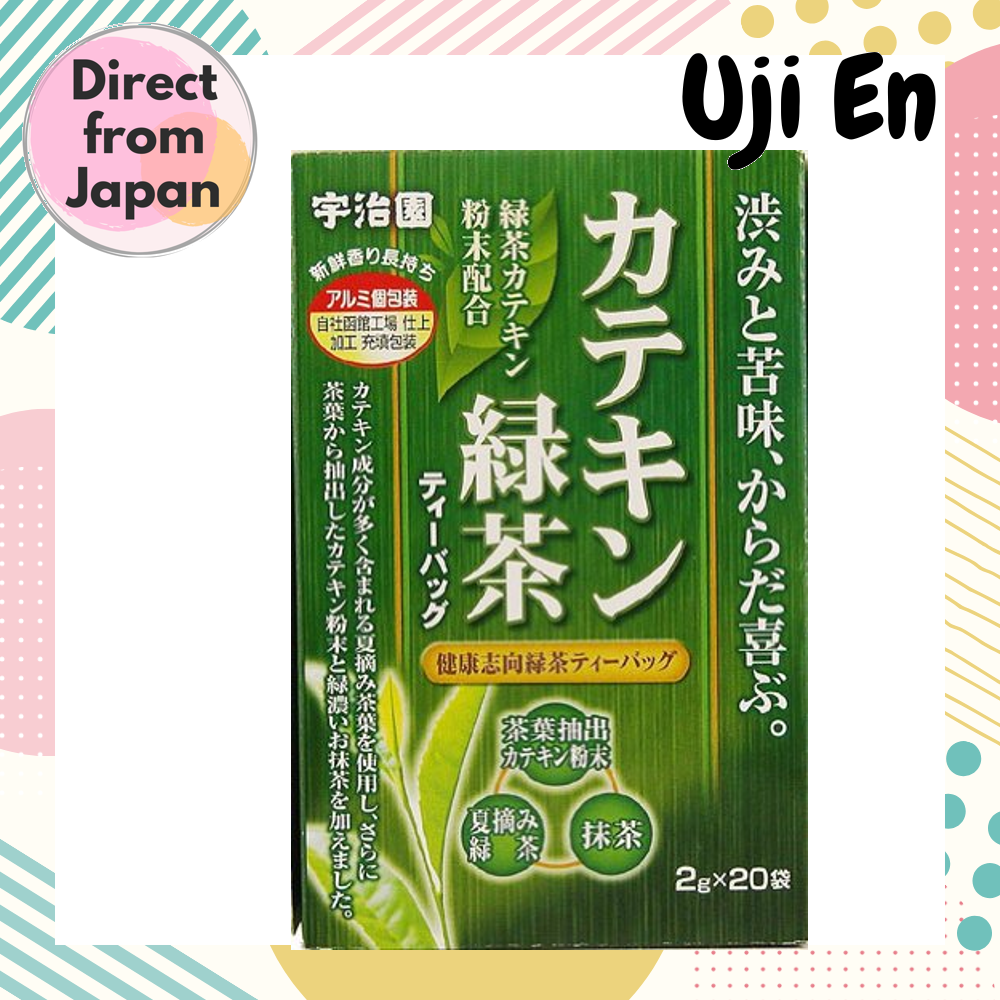 Direct
from
Japan
Uji En
宇治園
新鮮香り長持ち
アルミ個包装
自社函館工場 仕上
加工 充填包装
緑茶カテキン
粉末配合
カテキン
緑茶
ティーバッグ
渋みと苦味、からだ喜ぶ。
カテキン成分が多く含まれる夏摘み茶葉を使用し、さらに
茶葉から抽出したカテキン粉末と緑濃いお抹茶を加えました。
健康志向緑茶ティーバッグ
茶葉抽出
カテキン粉末
夏摘み
緑 茶
抹茶
2g×20袋